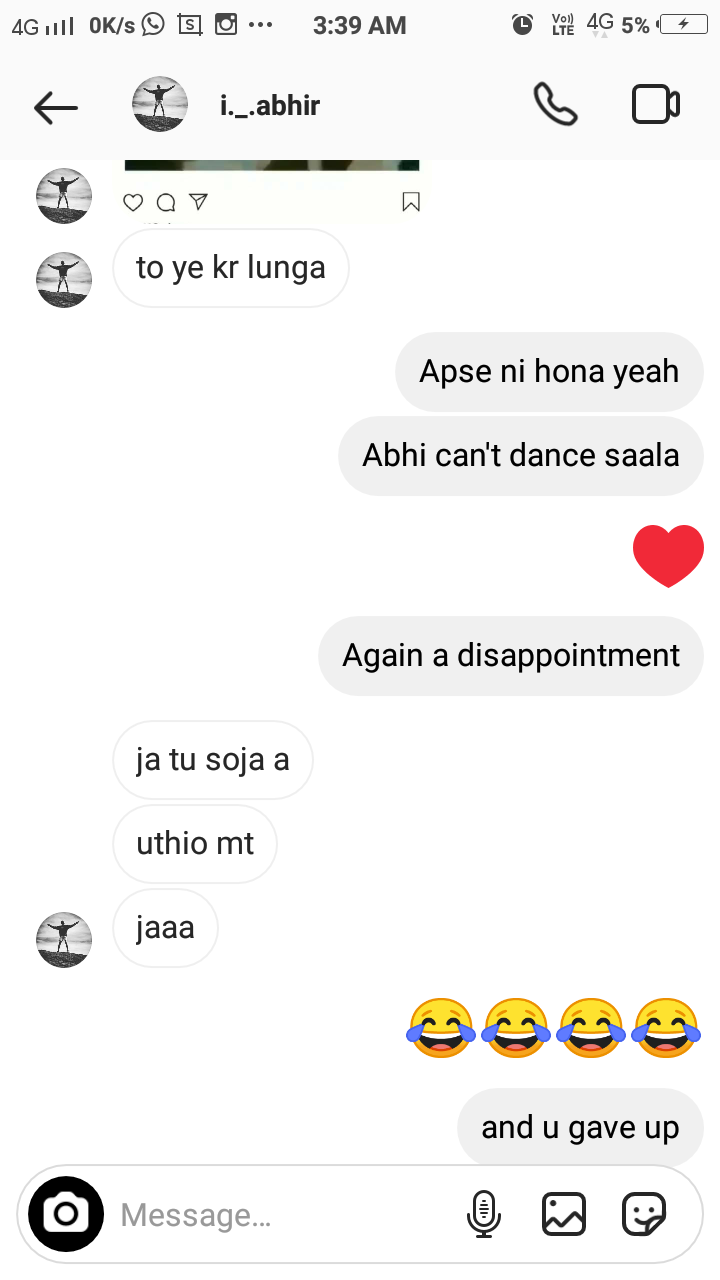 4G 0K/s S 3:39 AM Vo)) LTE 4G 5%
i._.abhir
to ye kr lunga
Apse ni hona yeah
Abhi can't dance saala
Again a disappointment
ja tu soja a
uthio mt
jaaa
and u gave up
Message...